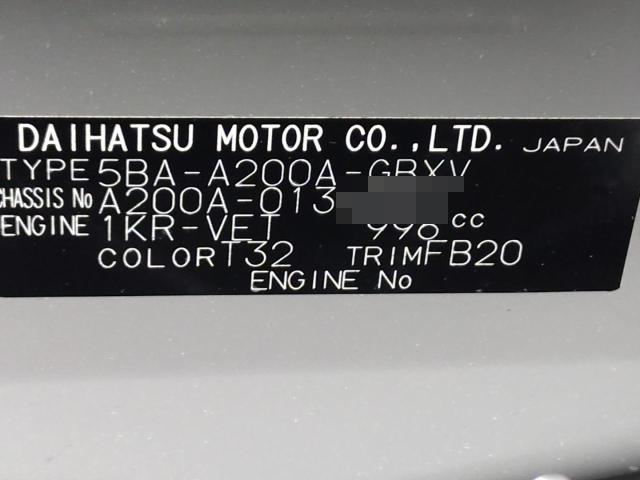 DAIHATSU MOTOR CO.,LTD. JAPAN
TYPE 5BA-A200A-GBXV
CHASSIS No A200A-013
ENGINE 1KR-VET 996 cc
COLOR T32 TRIM FB20
ENGINE No